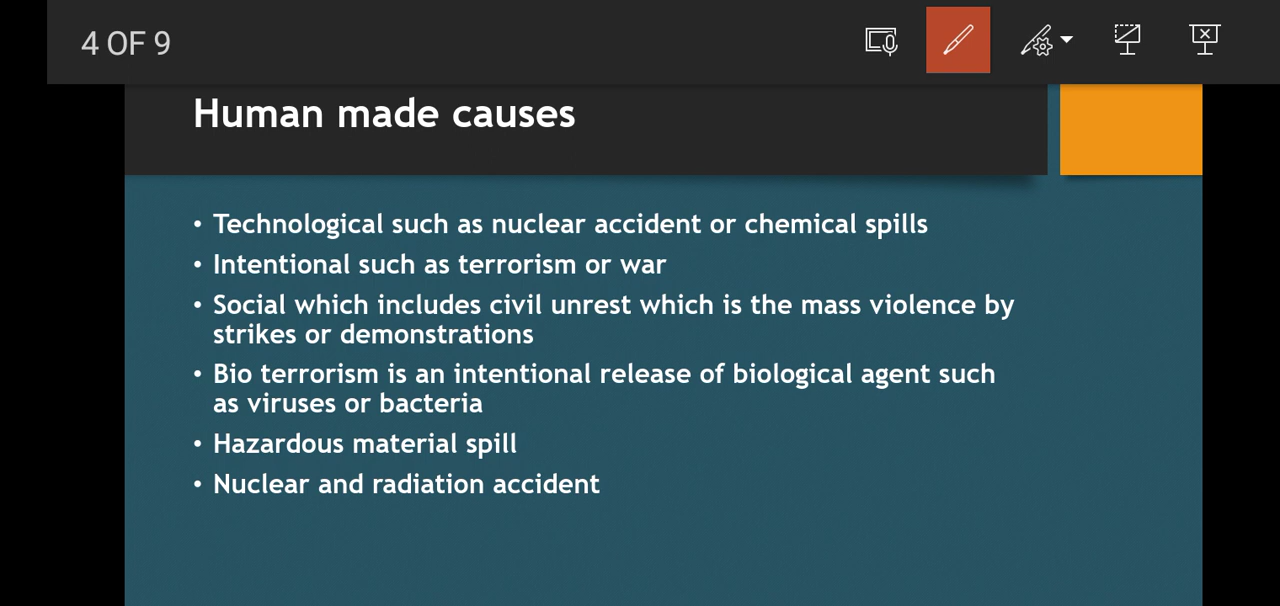 4 OF 9
Human made causes
• Technological such as nuclear accident or chemical spills
• Intentional such as terrorism or war
• Social which includes civil unrest which is the mass violence by
strikes or demonstrations
• Bio terrorism is an intentional release of biological agent such
as viruses or bacteria
• Hazardous material spill
• Nuclear and radiation accident